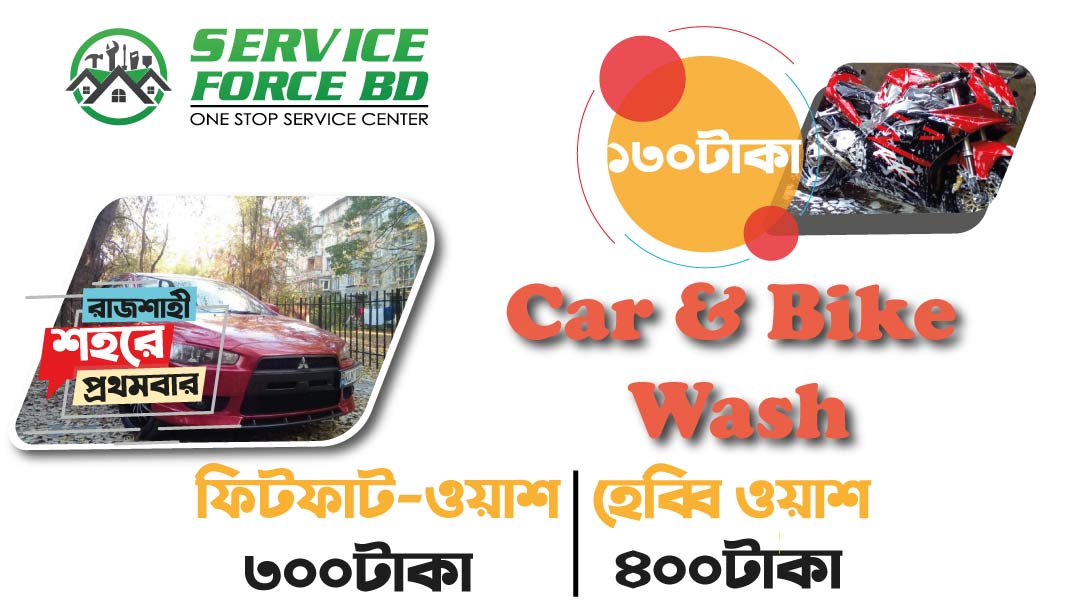 SERVICE
FORCE BD
ONE STOP SERVICE CENTER
১৩০টাকা
রাজশাহী
শহরে
প্রথমবার
Car & Bike
Wash
ফিটফাট-ওয়াশ
৩০০টাকা
হেব্বি ওয়াশ
৪০০টাকা